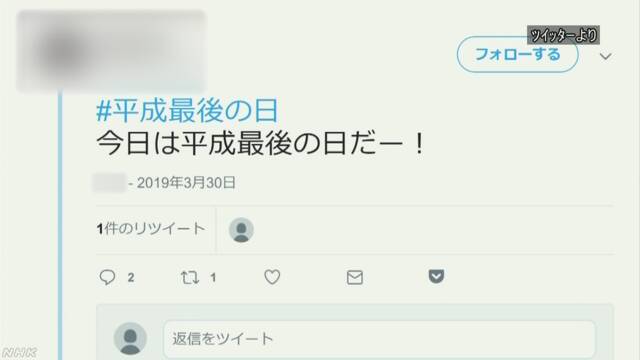 ツイッターより
フォローする
#平成最後の日
今日は平成最後の日だー！
- 2019年3月30日
1件のリツイート
2
1
返信をツイート
NHK